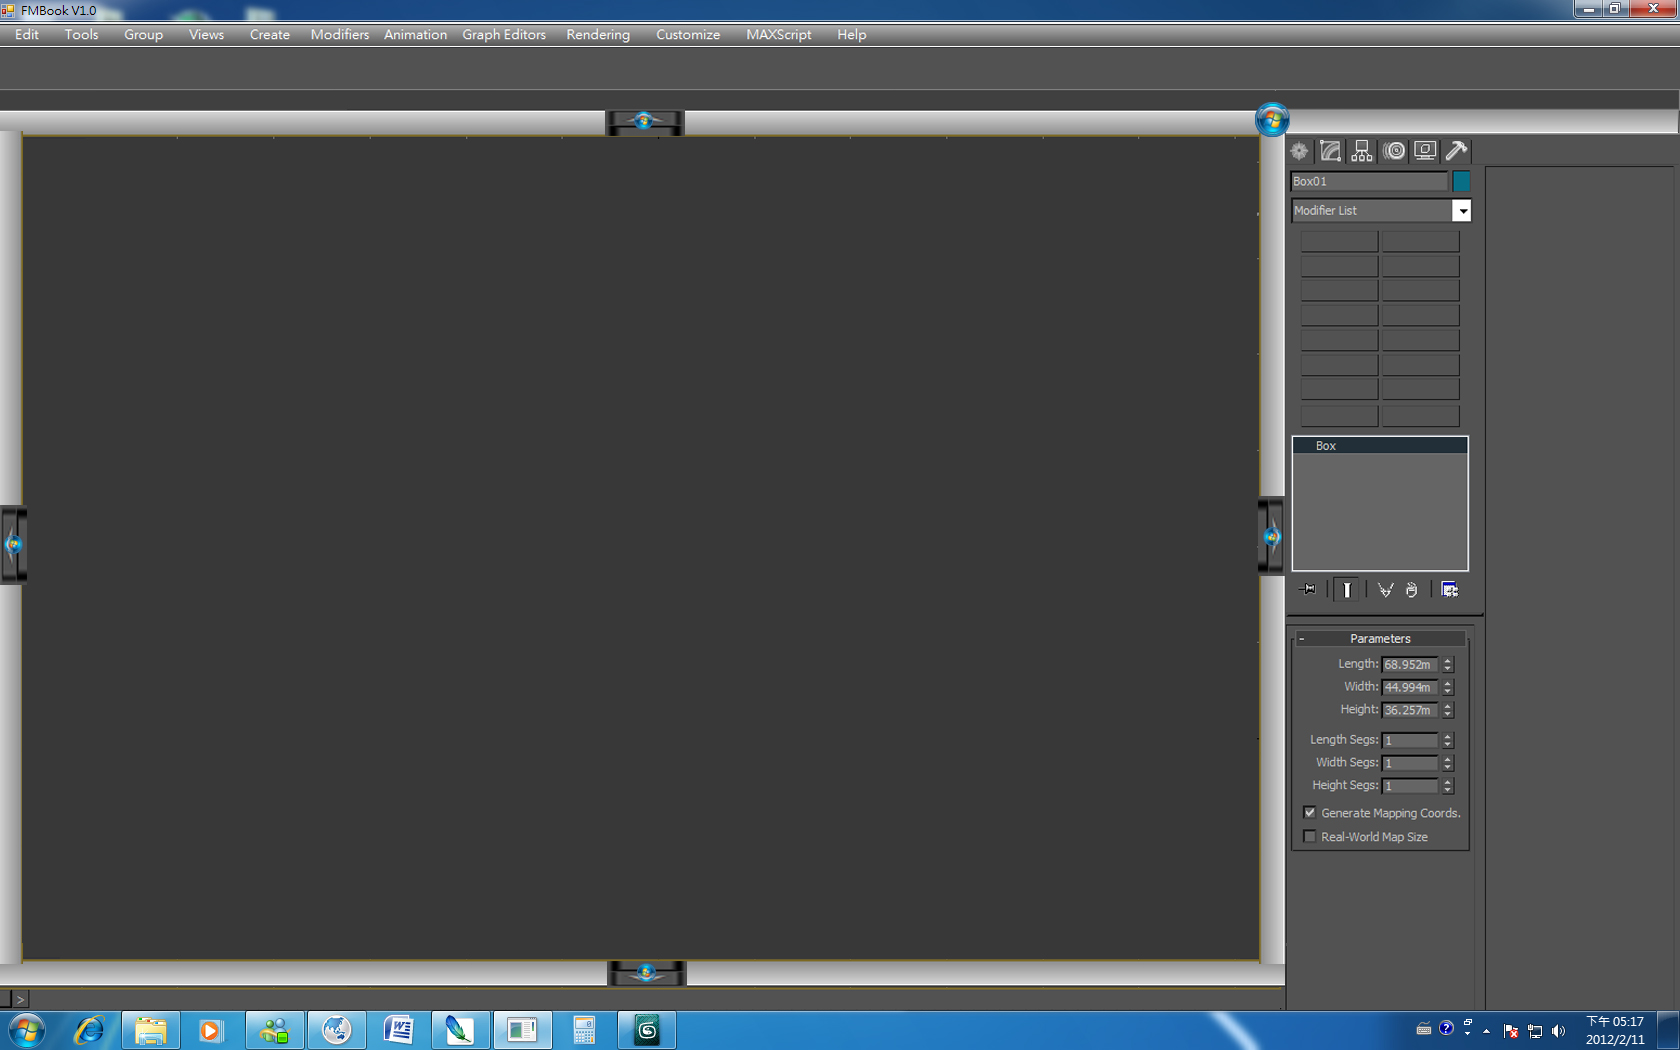 FMBook V1.0
Edit Tools Group Views Create Modifiers Animation Graph Editors Rendering Customize MAXScript Help
Box01
Modifier List
Box
- Parameters
Length: 68.952m
Width: 44.994m
Height: 36.257m
Length Segs: 1
Width Segs: 1
Height Segs: 1
Generate Mapping Coords.
Real-World Map Size
>
下午 05:17
2012/2/11